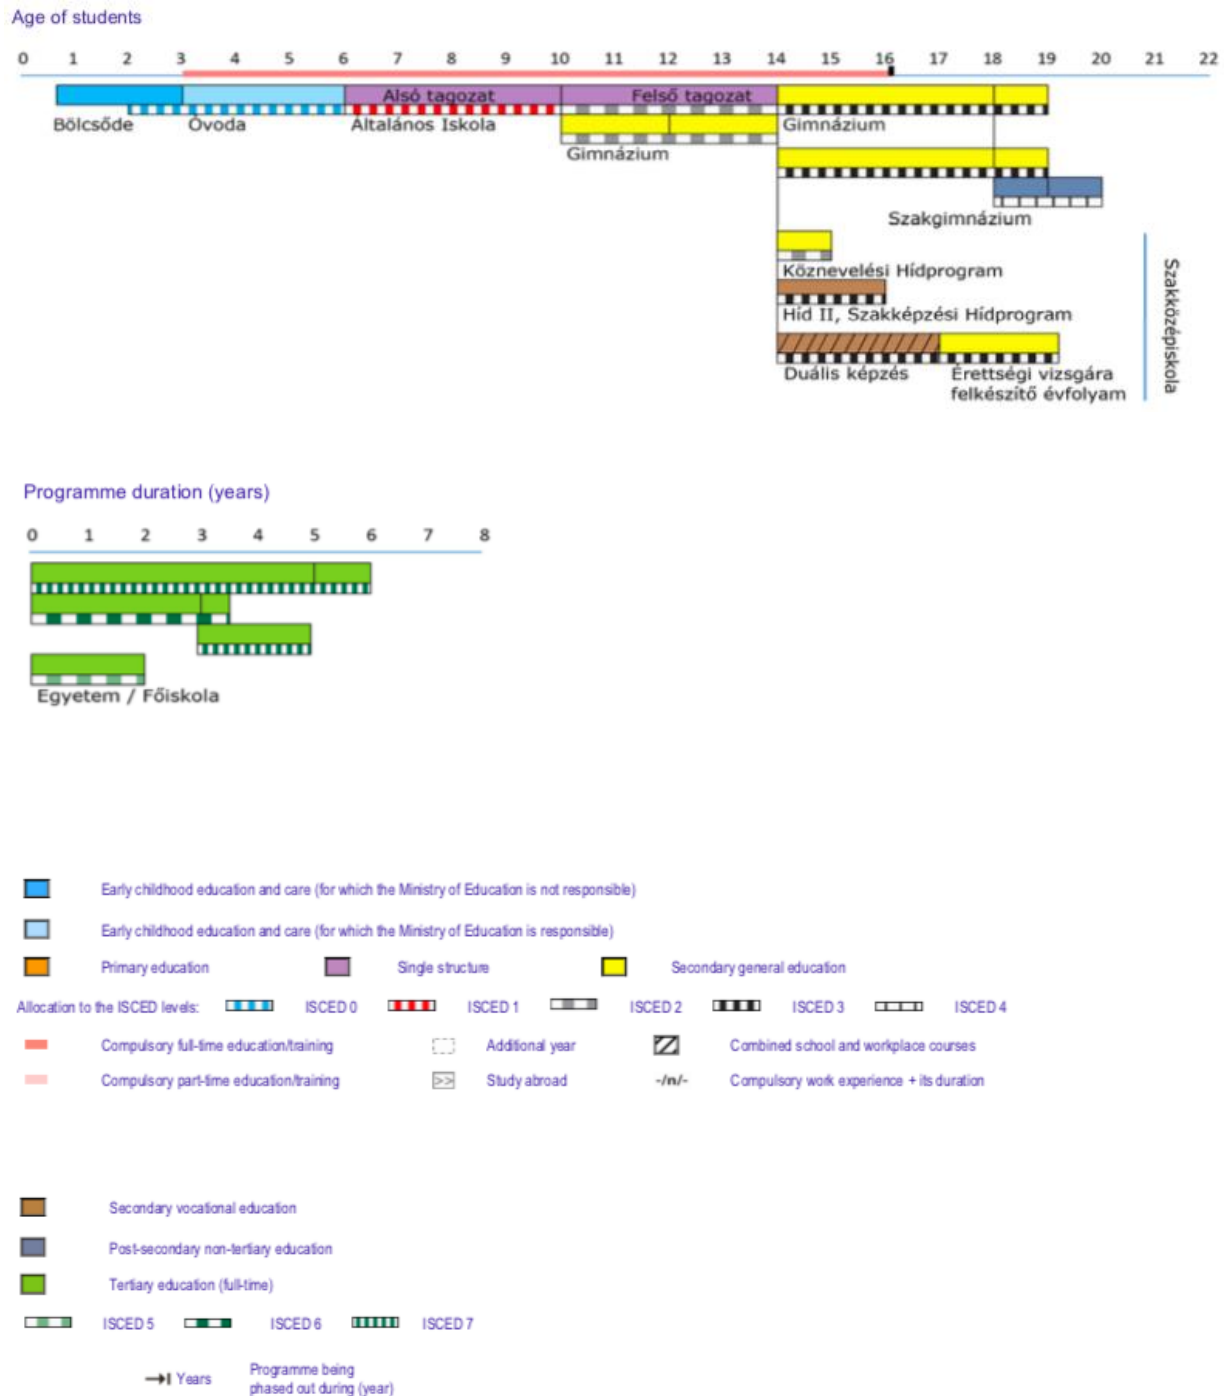 Age of students
0 1 2 3 4 5 6 7 8 9 10 11 12 13 14 15 16 17 18 19 20 21 22
Alsó tagozat Felső tagozat
Bölcsőde Óvoda Általános Iskola Gimnázium
Gimnázium
Szakgimnázium
Köznevelési Hídprogram
Híd II, Szakképzési Hídprogram
Duális képzés Érettségi vizsgára
felkészítő évfolyam
Szakközépiskola
Programme duration (years)
0 1 2 3 4 5 6 7 8
Egyetem / Főiskola
Early childhood education and care (for which the Ministry of Education is not responsible)
Early childhood education and care (for which the Ministry of Education is responsible)
Primary education Single structure Secondary general education
Allocation to the ISCED levels: ISCED 0 ISCED 1 ISCED 2 ISCED 3 ISCED 4
Compulsory full-time education/training Additional year Combined school and workplace courses
Compulsory part-time education/training >> Study abroad -/n/- Compulsory work experience + its duration
Secondary vocational education
Post-secondary non-tertiary education
Tertiary education (full-time)
ISCED 5 ISCED 6 ISCED 7
Years Programme being
phased out during (year)